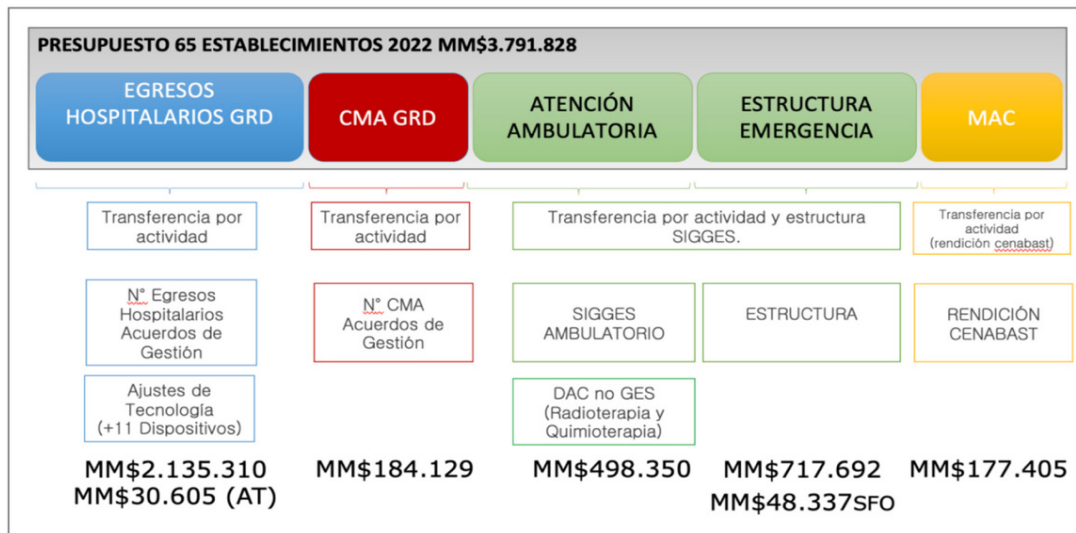 PRESUPUESTO 65 ESTABLECIMIENTOS 2022 MM$3.791.828
EGRESOS
HOSPITALARIOS GRD
CMA GRD
ATENCIÓN
AMBULATORIA
ESTRUCTURA
EMERGENCIA
MAC
Transferencia por
actividad
Transferencia por
actividad
Transferencia por actividad y estructura
SIGGES.
Transferencia por
actividad
(rendición cenabast)
N° Egresos
Hospitalarios
Acuerdos de
Gestión
N° CMA
Acuerdos de
Gestión
SIGGES
AMBULATORIO
ESTRUCTURA
RENDICIÓN
CENABAST
Ajustes de
Tecnología
(+11 Dispositivos)
DAC no GES
(Radioterapia y
Quimioterapia)
MM$2.135.310
MM$30.605 (AT)
MM$184.129
MM$498.350
MM$717.692
MM$48.337SFO
MM$177.405